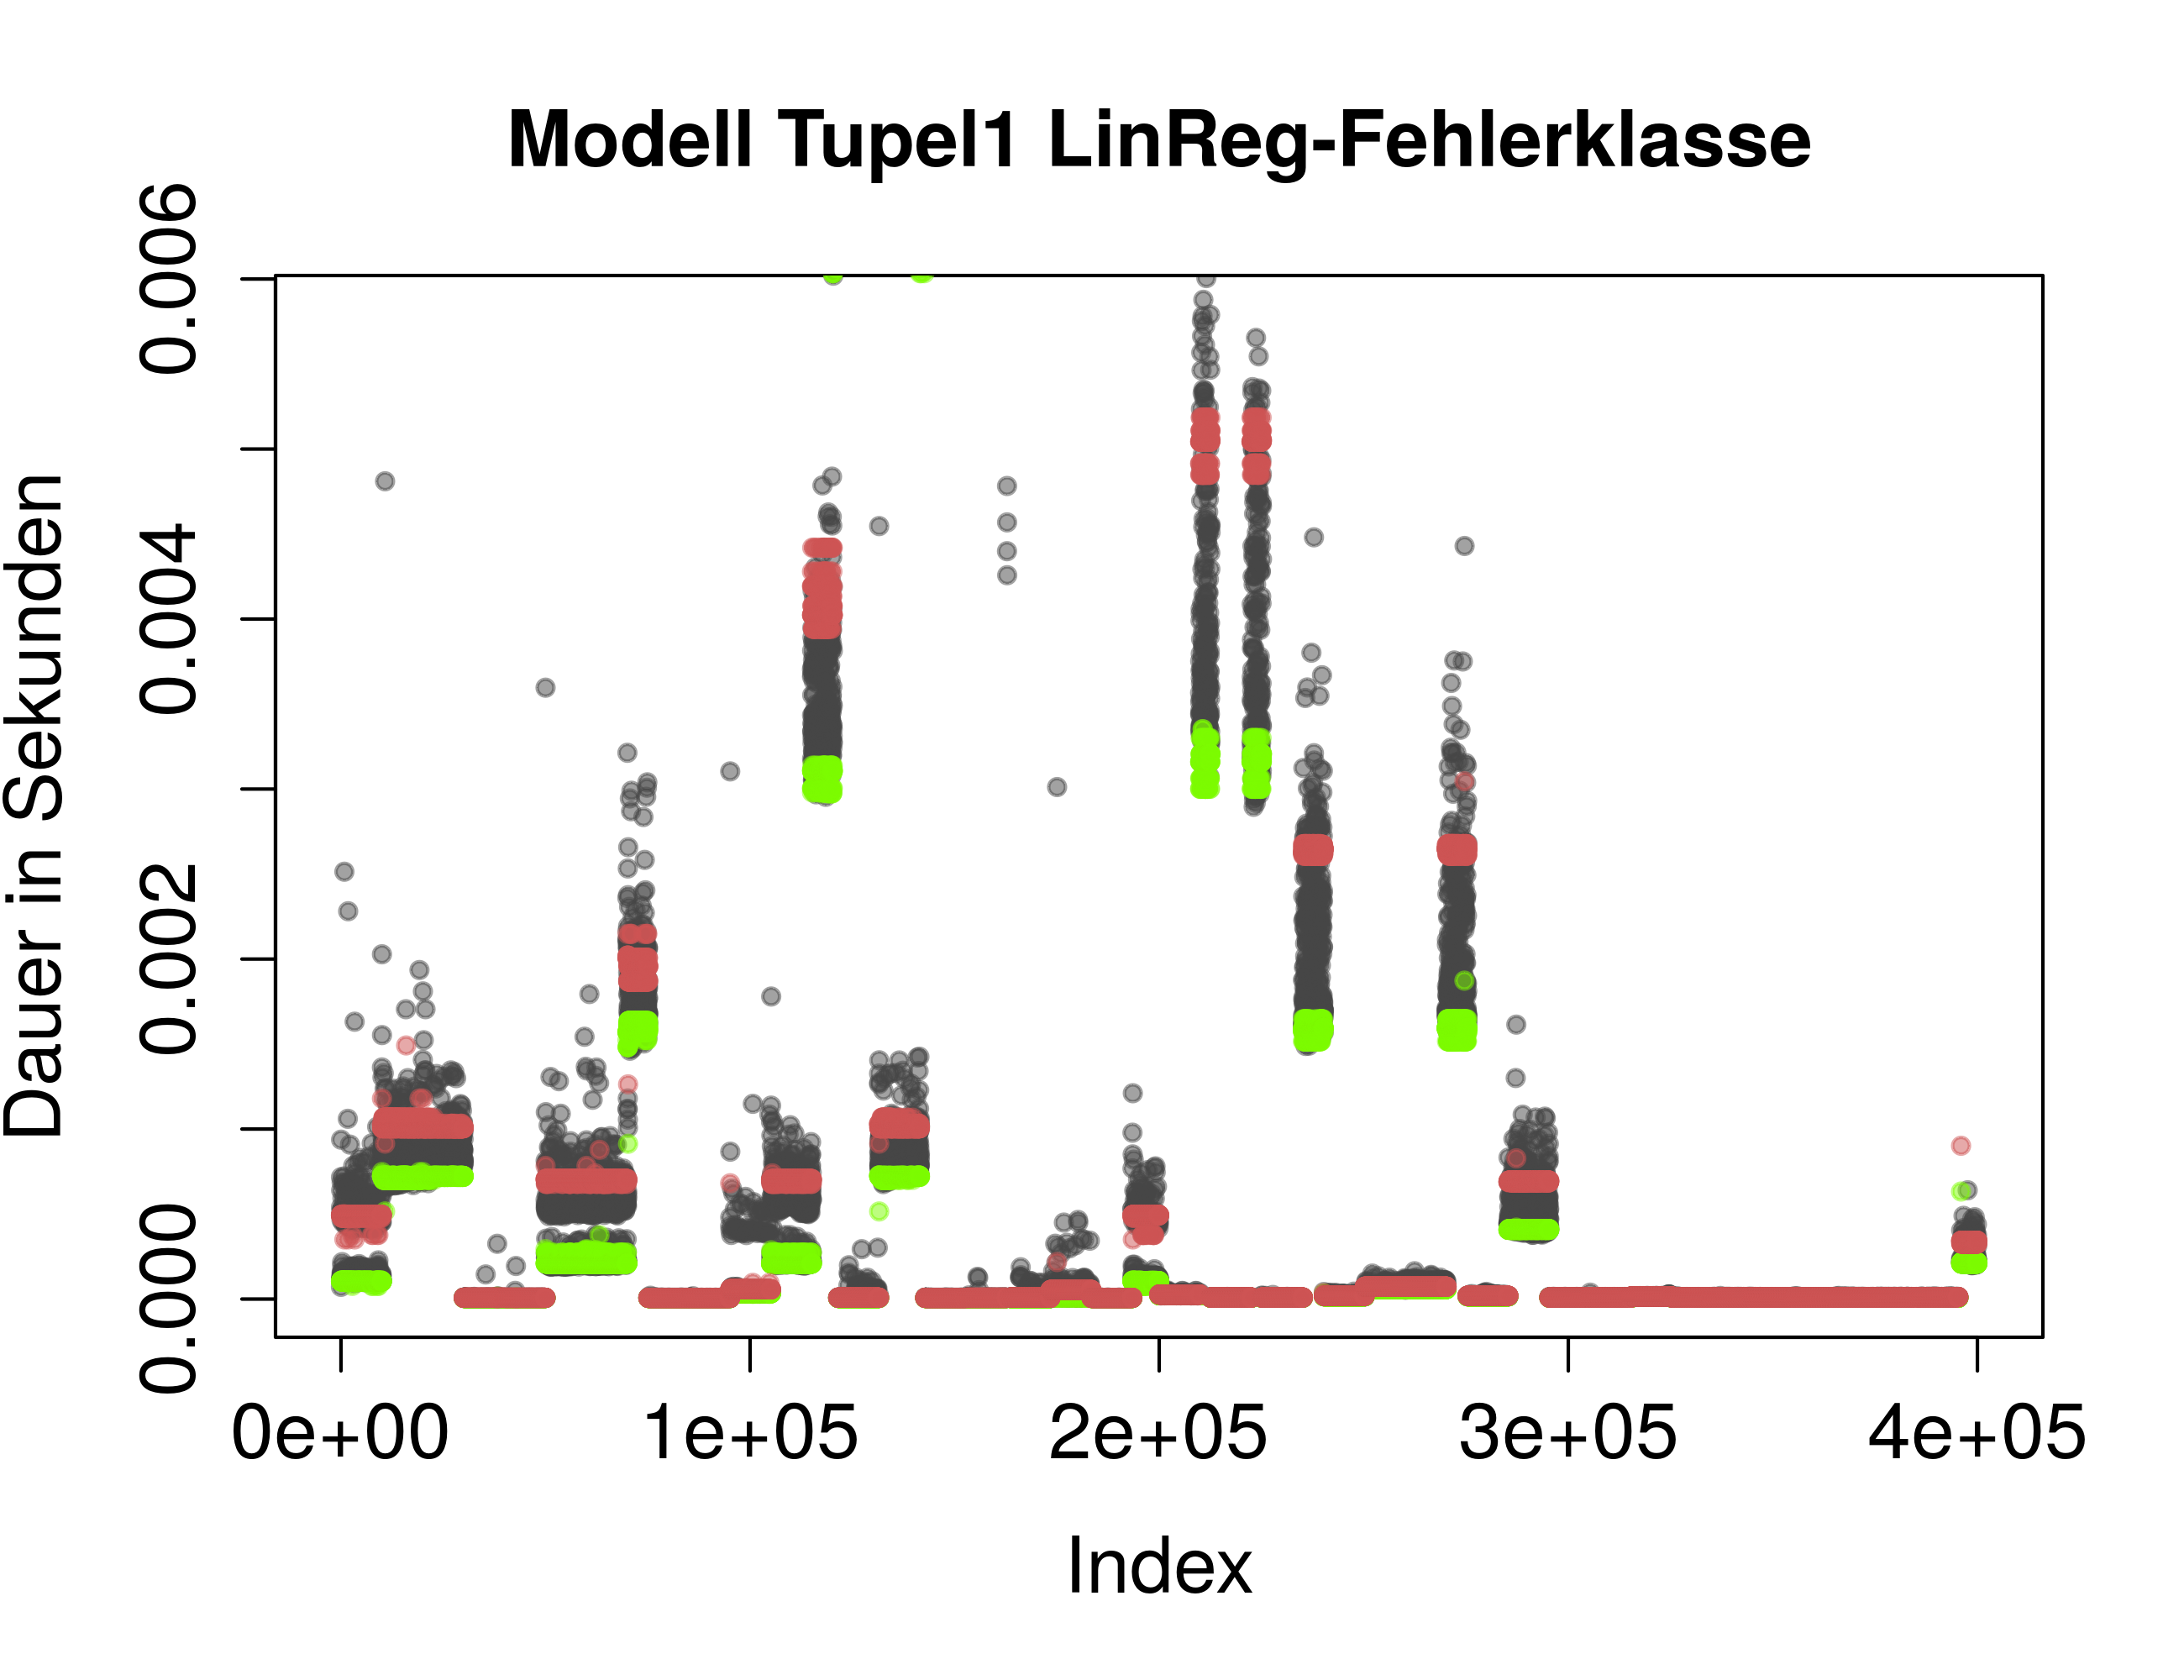 Modell Tupel1 LinReg-Fehlerklasse
Dauer in Sekunden
0.006
0.004
0.002
0.000
0e+00 1e+05 2e+05 3e+05 4e+05
Index